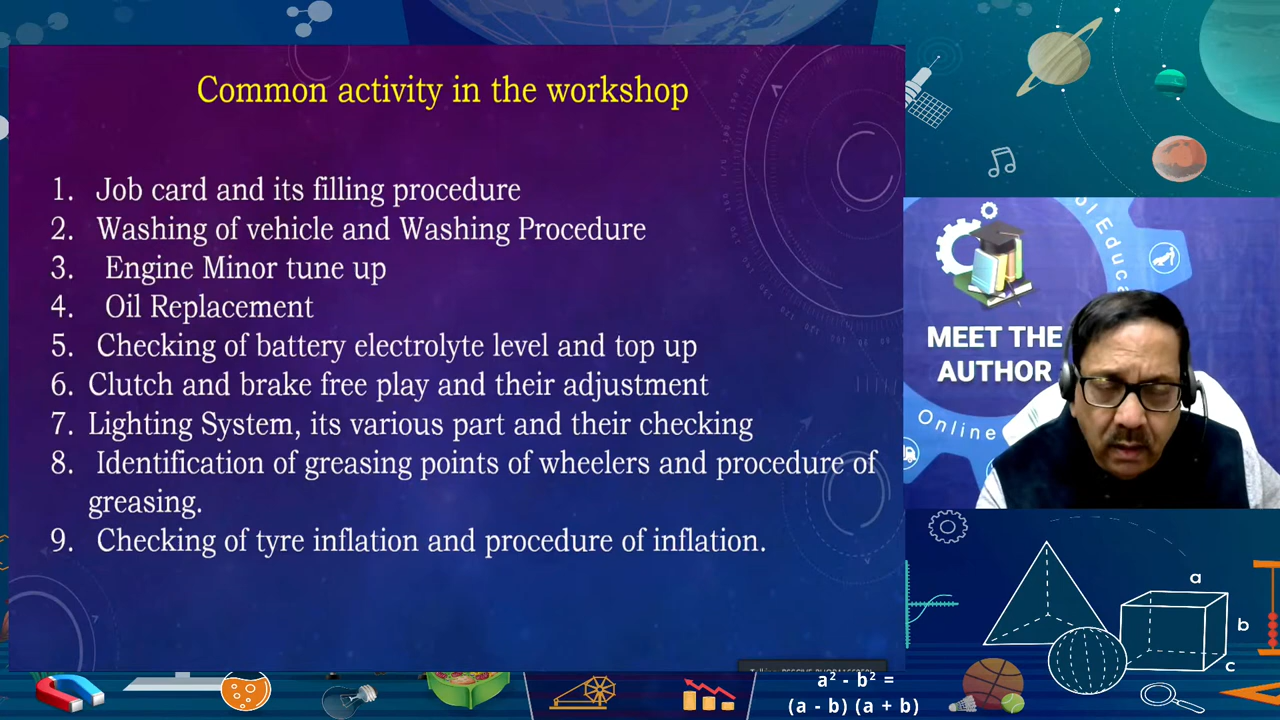 Common activity in the workshop
1. Job card and its filling procedure
2. Washing of vehicle and Washing Procedure
3. Engine Minor tune up
4. Oil Replacement
5. Checking of battery electrolyte level and top up
6. Clutch and brake free play and their adjustment
7. Lighting System, its various part and their checking
8. Identification of greasing points of wheelers and procedure of
greasing.
9. Checking of tyre inflation and procedure of inflation.
MEET THE
AUTHOR
Online
a
b
c
a² - b² =
(a - b) (a + b)